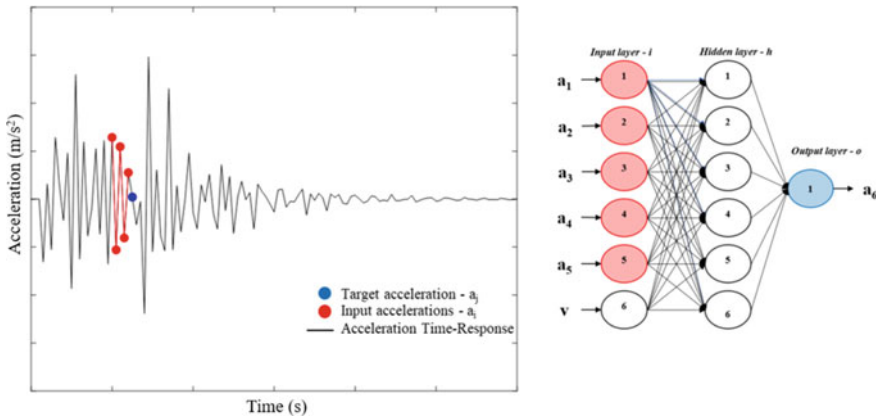 Acceleration (m/s²)
Target acceleration - aⱼ
Input accelerations - aᵢ
Acceleration Time-Response
Time (s)
Input layer - i
Hidden layer - h
Output layer - o
a₁
1
1
a₂
2
2
a₃
3
3
1
a₆
a₄
4
4
a₅
5
5
v
6
6